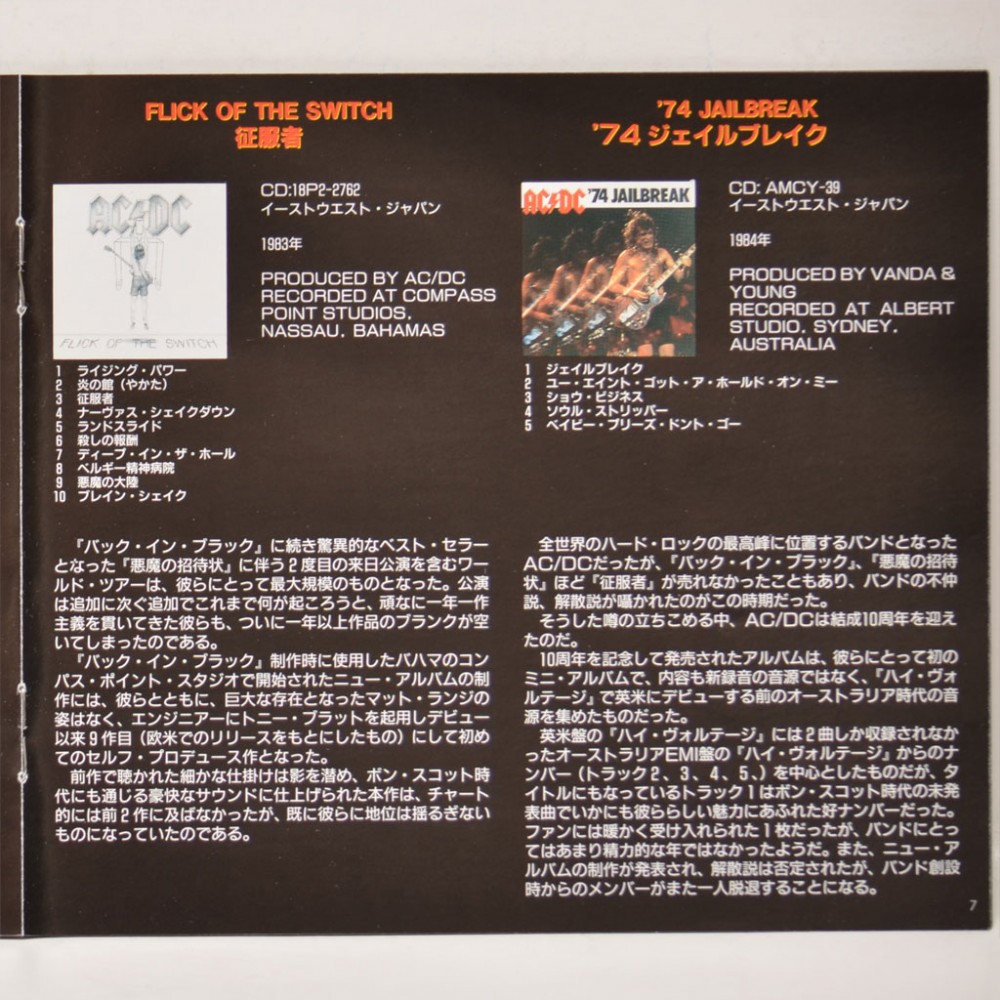 FLICK OF THE SWITCH
征服者
AC/DC
FLICK OF THE SWITCH
CD:18P2-2762
イーストウエスト・ジャパン
1983年
PRODUCED BY AC/DC
RECORDED AT COMPASS
POINT STUDIOS,
NASSAU, BAHAMAS
1 ライジング・パワー
2 炎の館(やかた)
3 征服者
4 ナーヴァス・シェイクダウン
5 ランドスライド
6 殺しの報酬
7 ディープ・イン・ザ・ホール
8 ベルギー精神病院
9 悪魔の大陸
10 ブレイン・シェイク
『バック・イン・ブラック』に続き驚異的なベスト・セラー
となった『悪魔の招待状』に伴う2度目の来日公演を含むワー
ルド・ツアーは、彼らにとって最大規模のものとなった。公演
は追加に次ぐ追加でこれまで何が起ころうと、頑なに一年一作
主義を貫いてきた彼らも、ついに一年以上作品のブランクが空
いてしまったのである。
『バック・イン・ブラック』制作時に使用したバハマのコン
パス・ポイント・スタジオで開始されたニュー・アルバムの制
作には、彼らとともに、巨大な存在となったマット・ランジの
姿はなく、エンジニアーにトニー・プラットを起用しデビュー
以来9作目(欧米でのリリースをもとにしたもの)にして初め
てのセルフ・プロデュース作となった。
前作で聴かれた細かな仕掛けは影を潜め、ボン・スコット時
代にも通じる豪快なサウンドに仕上げられた本作は、チャート
的には前2作に及ばなかったが、既に彼らに地位は揺るぎない
ものになっていたのである。
'74 JAILBREAK
'74ジェイルブレイク
AC/DC '74 JAILBREAK
CD: AMCY-39
イーストウエスト・ジャパン
1984年
PRODUCED BY VANDA &
YOUNG
RECORDED AT ALBERT
STUDIO, SYDNEY,
AUSTRALIA
1 ジェイルブレイク
2 ユー・エイント・ゴット・ア・ホールド・オン・ミー
3 ショウ・ビジネス
4 ソウル・ストリッパー
5 ベイビー・プリーズ・ドント・ゴー
全世界のハード・ロックの最高峰に位置するバンドとなった
AC/DCだったが、『バック・イン・ブラック』、『悪魔の招待
状』ほど『征服者』が売れなかったこともあり、バンドの不仲
説、解散説が囁かれたのがこの時期だった。
そうした噂の立ちこめる中、AC/DCは結成10周年を迎え
たのだ。
10周年を記念して発売されたアルバムは、彼らにとって初の
ミニ・アルバムで、内容も新録音の音源ではなく、『ハイ・ヴォ
ルテージ』で英米にデビューする前のオーストラリア時代の音
源を集めたものだった。
英米盤の『ハイ・ヴォルテージ』には2曲しか収録されなか
ったオーストラリアEMI盤の『ハイ・ヴォルテージ』からのナ
ンバー(トラック2、3、4、5、)を中心としたものだが、タ
イトルにもなっているトラック1はボン・スコット時代の未発
表曲でいかにも彼ららしい魅力にあふれた好ナンバーだった。
ファンには暖かく受け入れられた1枚だったが、バンドにとっ
てはあまり精力的な年ではなかったようだ。また、ニュー・ア
ルバムの制作が発表され、解散説は否定されたが、バンド創設
時からのメンバーがまた一人脱退することになる。
7